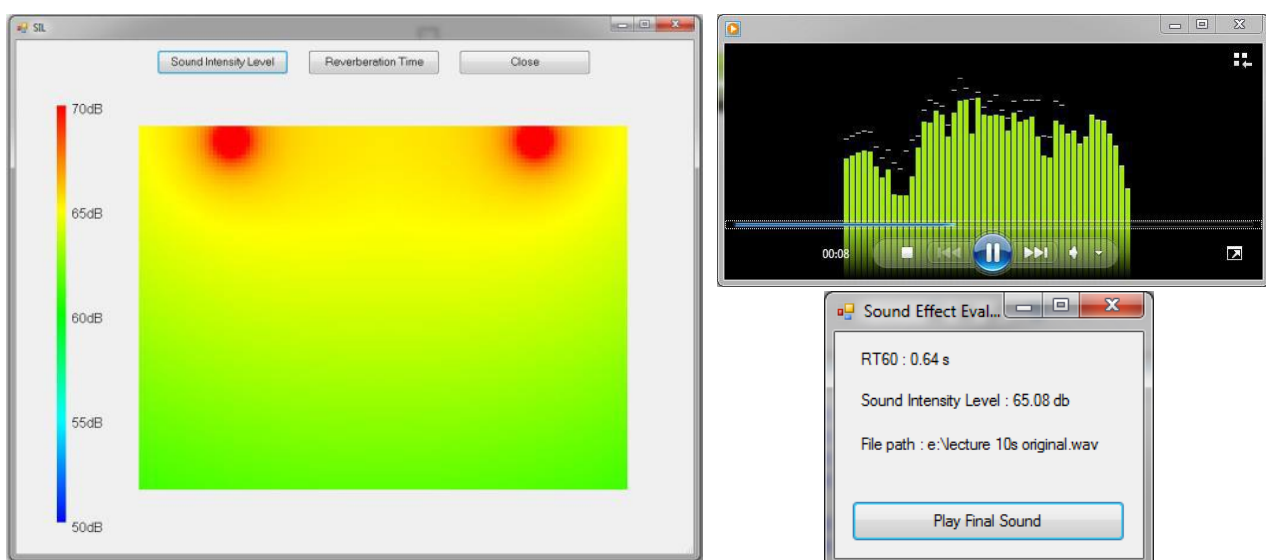 SIL
Sound Intensity Level
Reverberation Time
Close
70dB
65dB
60dB
55dB
50dB
00:08
Sound Effect Eval...
RT60 : 0.64 s
Sound Intensity Level : 65.08 db
File path : e:\lecture 10s original.wav
Play Final Sound